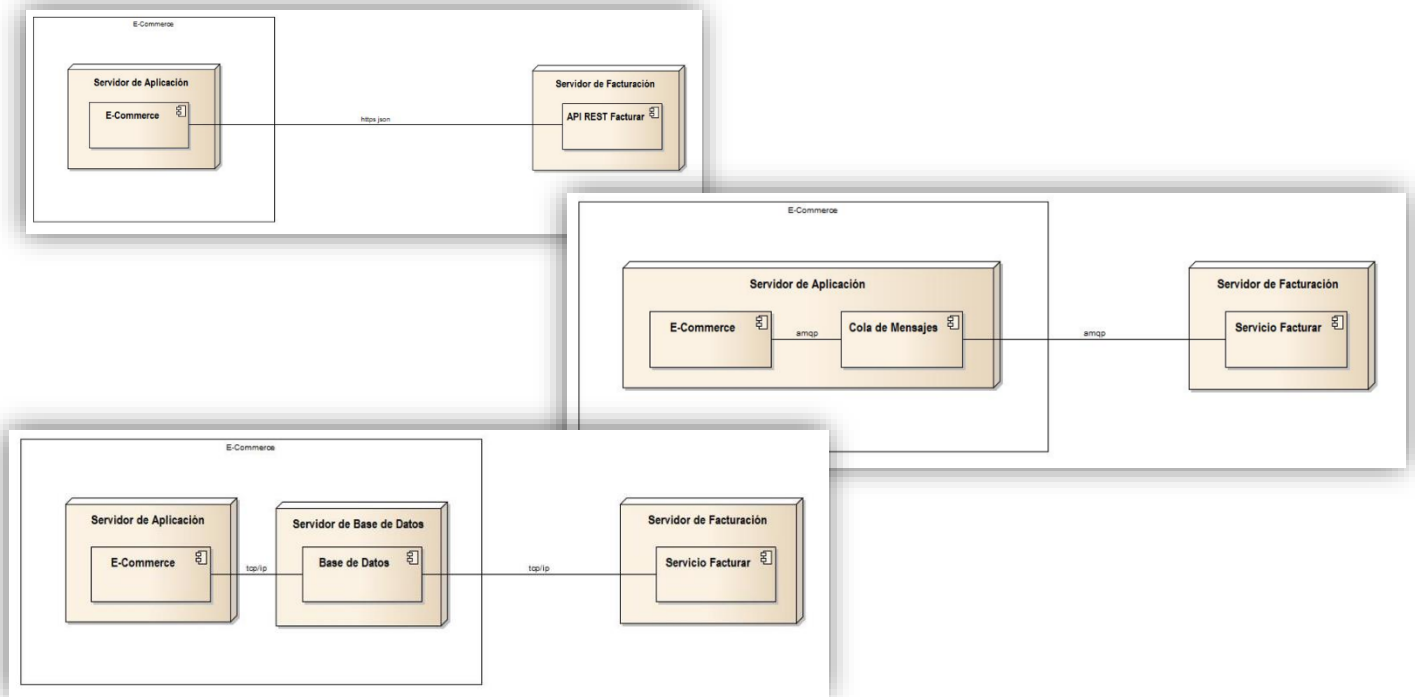 E-Commerce
Servidor de Aplicación
E-Commerce
https json
Servidor de Facturación
API REST Facturar
E-Commerce
Servidor de Aplicación
E-Commerce
amqp
Cola de Mensajes
amqp
Servidor de Facturación
Servicio Facturar
E-Commerce
Servidor de Aplicación
E-Commerce
tcp/ip
Servidor de Base de Datos
Base de Datos
tcp/ip
Servidor de Facturación
Servicio Facturar